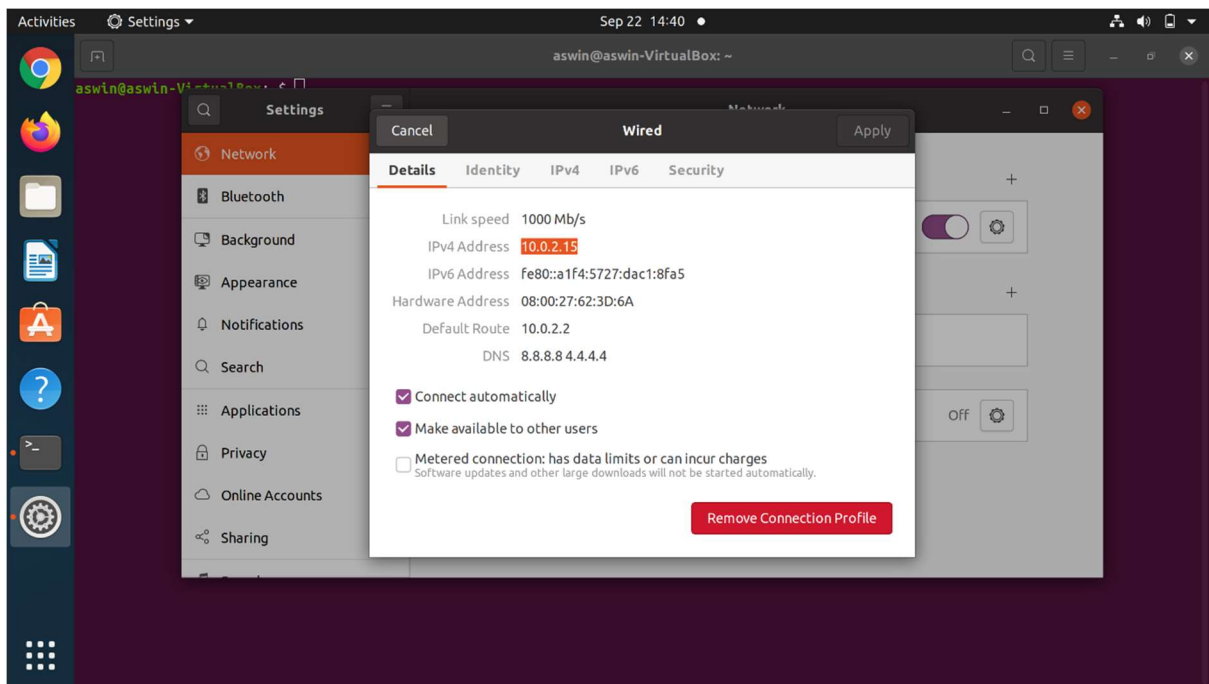 Activities Settings Sep 22 14:40
aswin@aswin-VirtualBox: ~
Settings
Cancel Wired Apply
Network
Bluetooth
Background
Appearance
Notifications
Search
Applications
Privacy
Online Accounts
Sharing
Details Identity IPv4 IPv6 Security
Link speed 1000 Mb/s
IPv4 Address 10.0.2.15
IPv6 Address fe80::a1f4:5727:dac1:8fa5
Hardware Address 08:00:27:62:3D:6A
Default Route 10.0.2.2
DNS 8.8.8.8 4.4.4.4
Connect automatically
Make available to other users
Metered connection: has data limits or can incur charges
Software updates and other large downloads will not be started automatically.
Remove Connection Profile
Off